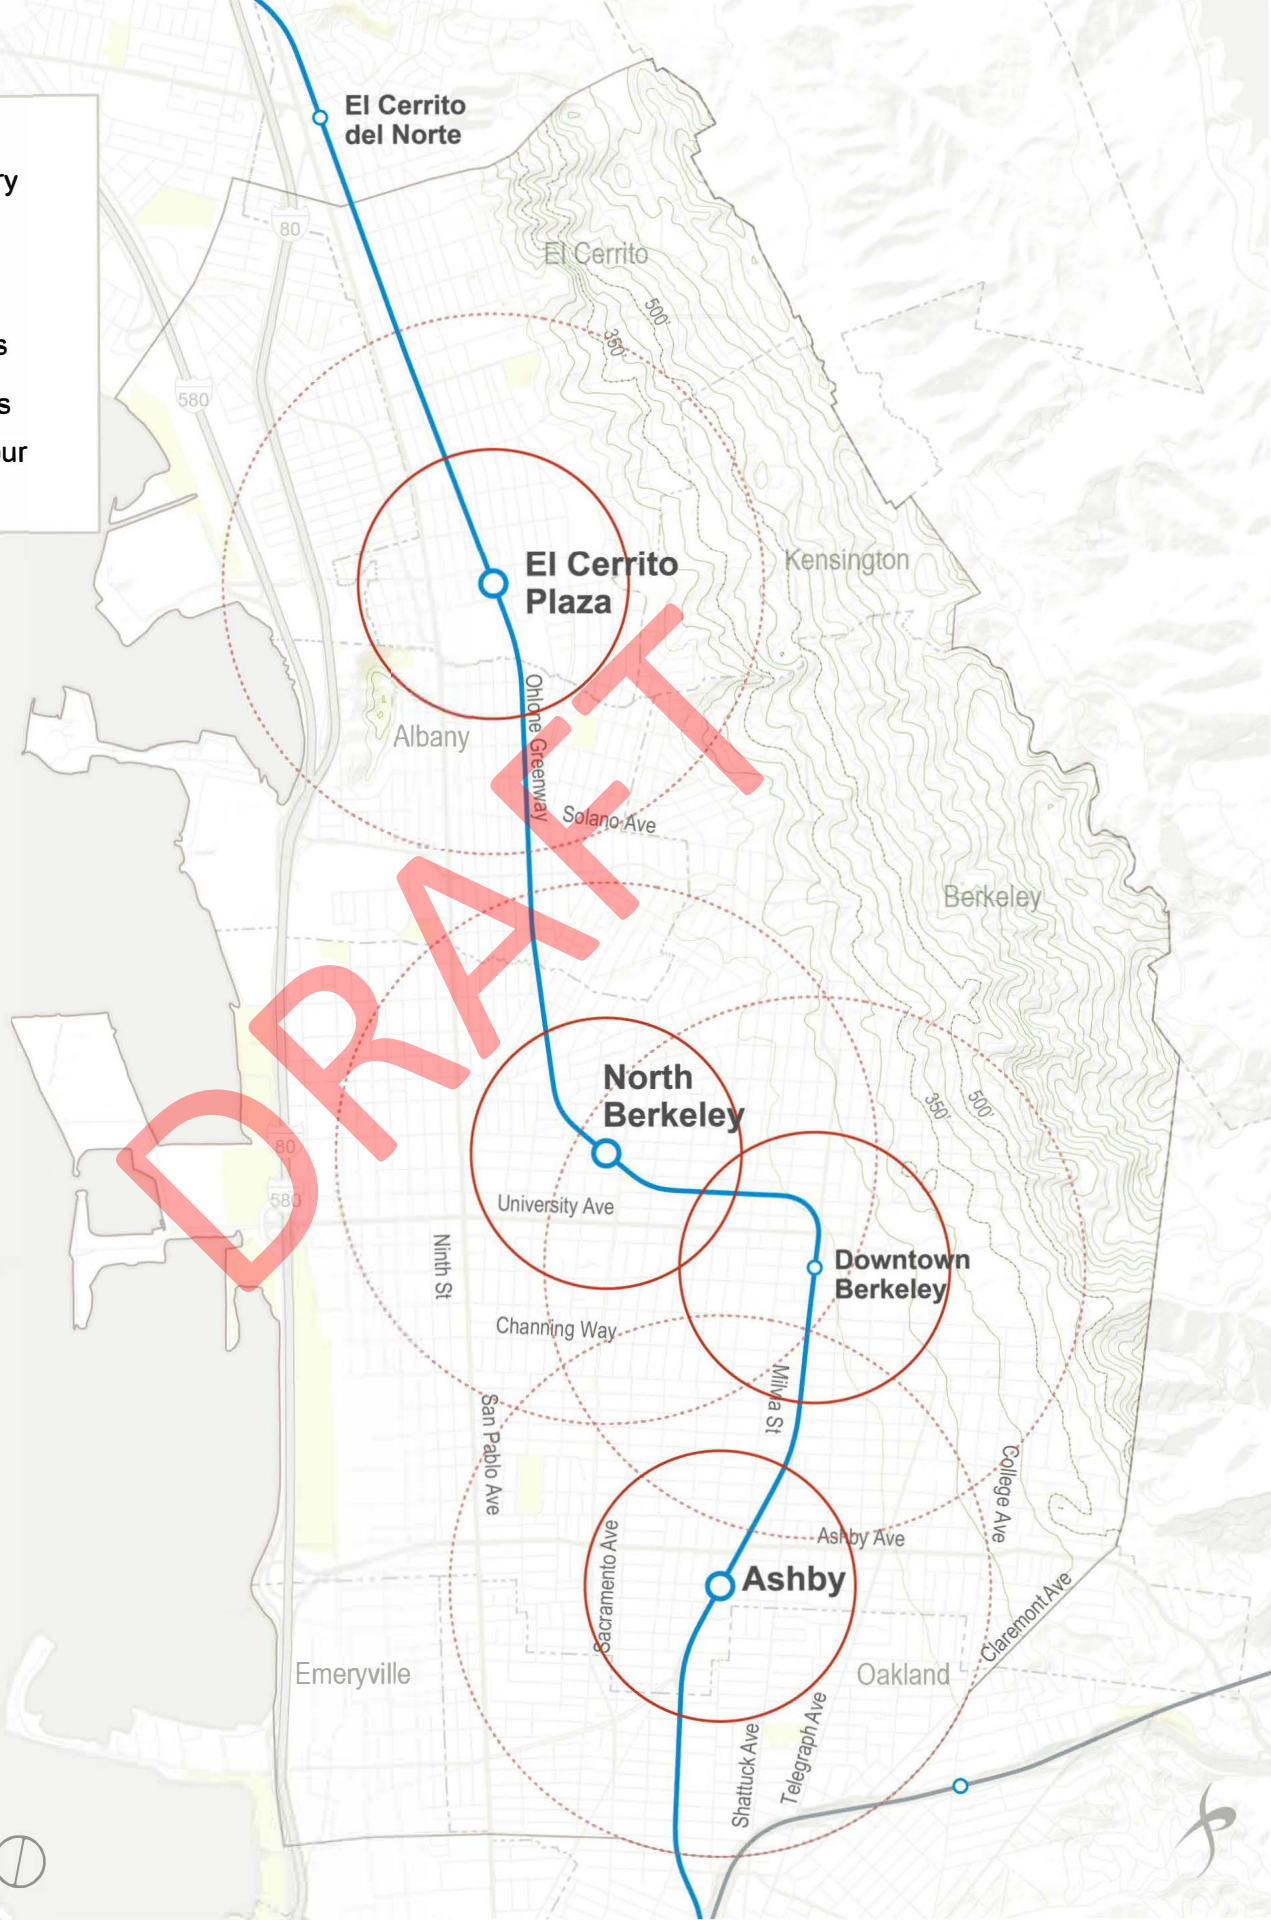 El Cerrito
del Norte
ry
80
El Cerrito
500'
350'
s
580
s
our
El Cerrito
Plaza
Kensington
Ohlone Greenway
Albany
Solano Ave
Berkeley
DRAFT
North
Berkeley
350'
500'
80
580
University Ave
Ninth St
Downtown
Berkeley
Channing Way
Milvia St
San Pablo Ave
College Ave
Ashby Ave
Sacramento Ave
Ashby
Claremont Ave
Emeryville
Oakland
Shattuck Ave
Telegraph Ave